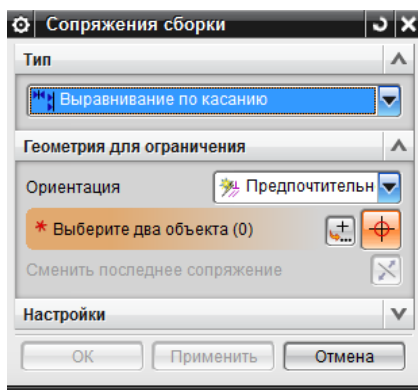 Сопряжения сборки
Тип
Выравнивание по касанию
Геометрия для ограничения
Ориентация Предпочтительн
* Выберите два объекта (0)
Сменить последнее сопряжение
Настройки
ОК Применить Отмена